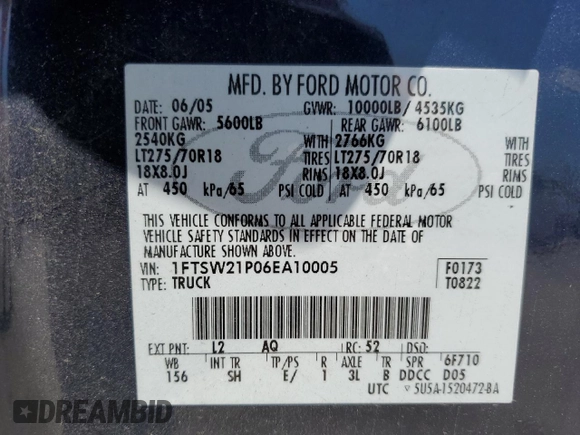 MFD. BY FORD MOTOR CO.
DATE: 06/05 GVWR: 10000LB/ 4535KG
FRONT GAWR: 5600LB REAR GAWR: 6100LB
2540KG WITH 2766KG WITH
LT275/70R18 TIRES LT275/70R18 TIRES
18X8.0J RIMS 18X8.0J RIMS
AT 450 kPa/65 PSI COLD AT 450 kPa/65 PSI COLD
Ford
THIS VEHICLE CONFORMS TO ALL APPLICABLE FEDERAL MOTOR
VEHICLE SAFETY STANDARDS IN EFFECT ON THE DATE OF
MANUFACTURE SHOWN ABOVE.
VIN: 1FTSW21P06EA10005 F0173
TYPE: TRUCK T0822
EXT PNT: L2 AQ RC: 52 DSO:
WB INT TR TP/PS R AXLE TR SPR 6F710
156 SH E/ 1 3L B DDCC D05
UTC 5U5A-1520472-BA
AUTOBIDMASTER